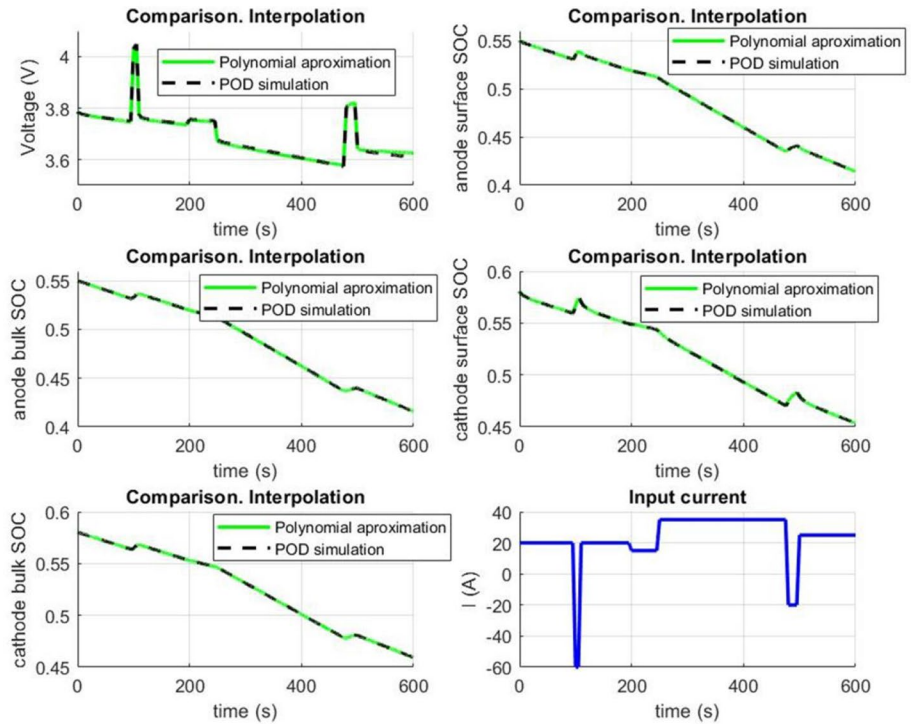 Comparison. Interpolation
Voltage (V)
4
3.8
3.6
Polynomial aproximation
POD simulation
0 200 400 600
time (s)
Comparison. Interpolation
anode surface SOC
0.55
0.5
0.45
0.4
Polynomial aproximation
POD simulation
0 200 400 600
time (s)
Comparison. Interpolation
anode bulk SOC
0.55
0.5
0.45
0.4
Polynomial aproximation
POD simulation
0 200 400 600
time (s)
Comparison. Interpolation
cathode surface SOC
0.6
0.55
0.5
0.45
Polynomial aproximation
POD simulation
0 200 400 600
time (s)
Comparison. Interpolation
cathode bulk SOC
0.6
0.55
0.5
0.45
Polynomial aproximation
POD simulation
0 200 400 600
time (s)
Input current
I (A)
40
20
0
-20
-40
-60
0 200 400 600
time (s)